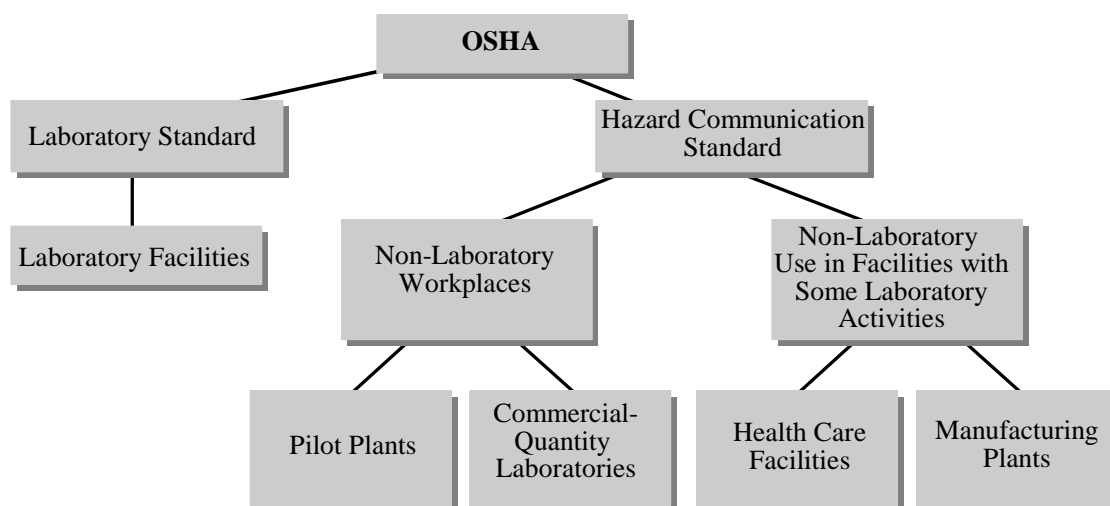 OSHA
Laboratory Standard
Hazard Communication
Standard
Laboratory Facilities
Non-Laboratory
Workplaces
Non-Laboratory
Use in Facilities with
Some Laboratory
Activities
Pilot Plants
Commercial-
Quantity
Laboratories
Health Care
Facilities
Manufacturing
Plants